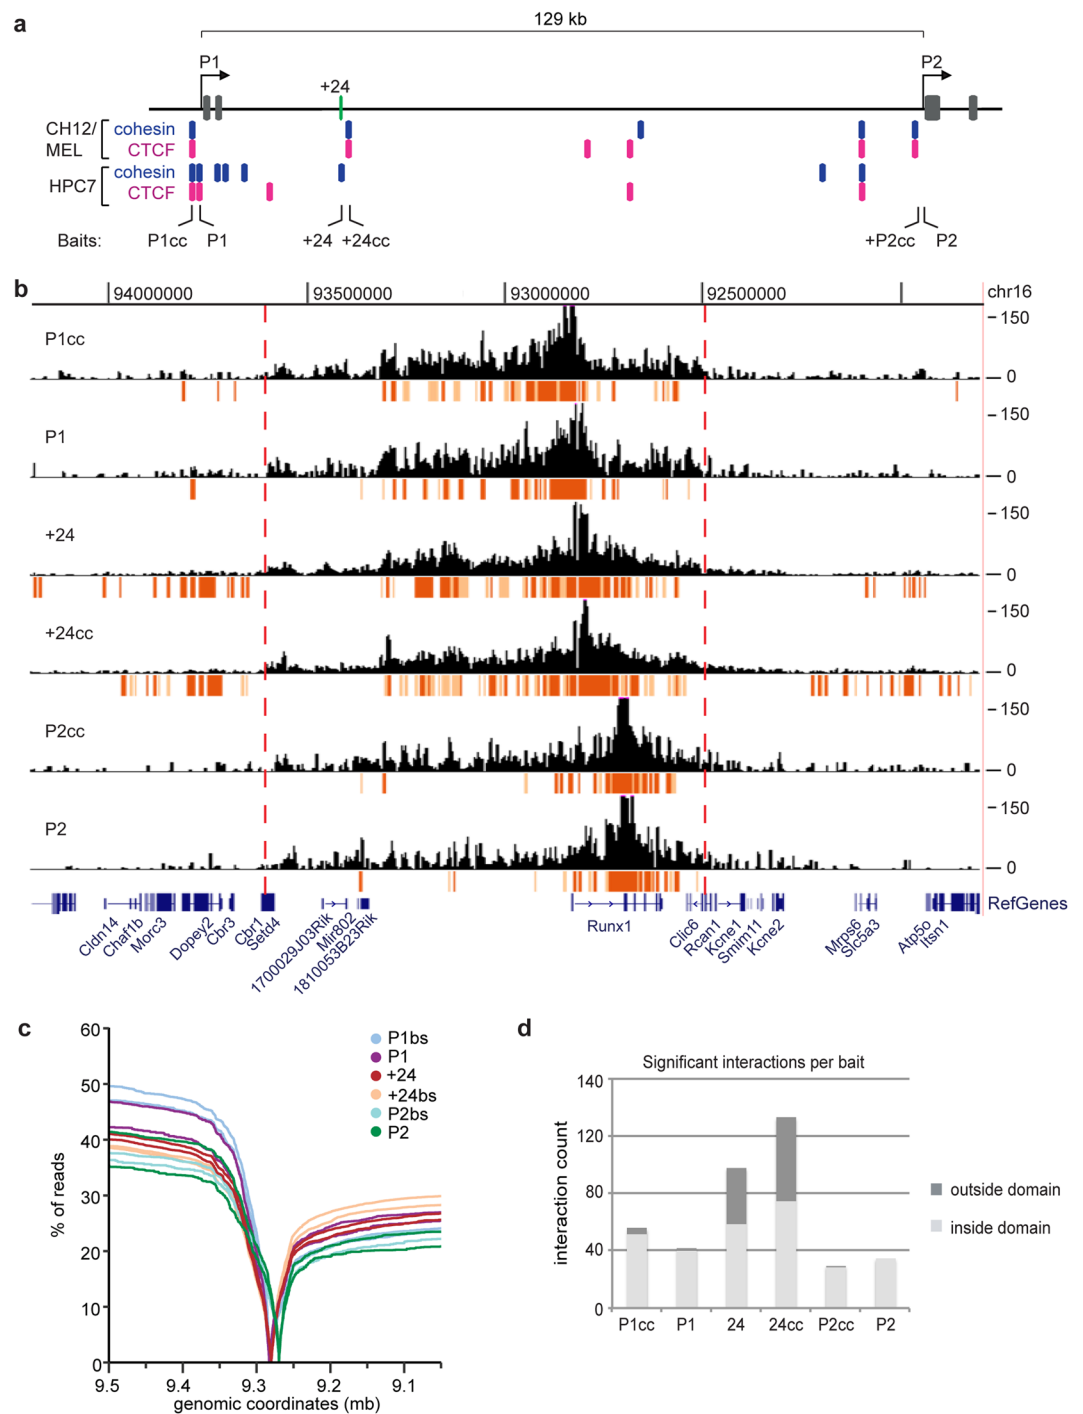 a
129 kb
P1
+24
P2
CH12/
MEL
cohesin
CTCF
HPC7
cohesin
CTCF
Baits:
P1cc
P1
+24
+24cc
+P2cc
P2
b
94000000
93500000
93000000
92500000
chr16
P1cc
150
0
P1
150
0
+24
150
0
+24cc
150
0
P2cc
150
0
P2
150
0
RefGenes
Cldn14
Chaf1b
Morc3
Dopey2
Cbr3
Cbr1
Setd4
1700029J03Rik
Mir802
1810053B23Rik
Runx1
Clic6
Rcan1
Kcne1
Smim11
Kcne2
Mrps6
Slc5a3
Atp5o
Itsn1
c
% of reads
60
50
40
30
20
10
0
9.5
9.4
9.3
9.2
9.1
genomic coordinates (mb)
P1bs
P1
+24
+24bs
P2bs
P2
d
Significant interactions per bait
interaction count
140
120
80
40
0
P1cc
P1
24
24cc
P2cc
P2
outside domain
inside domain